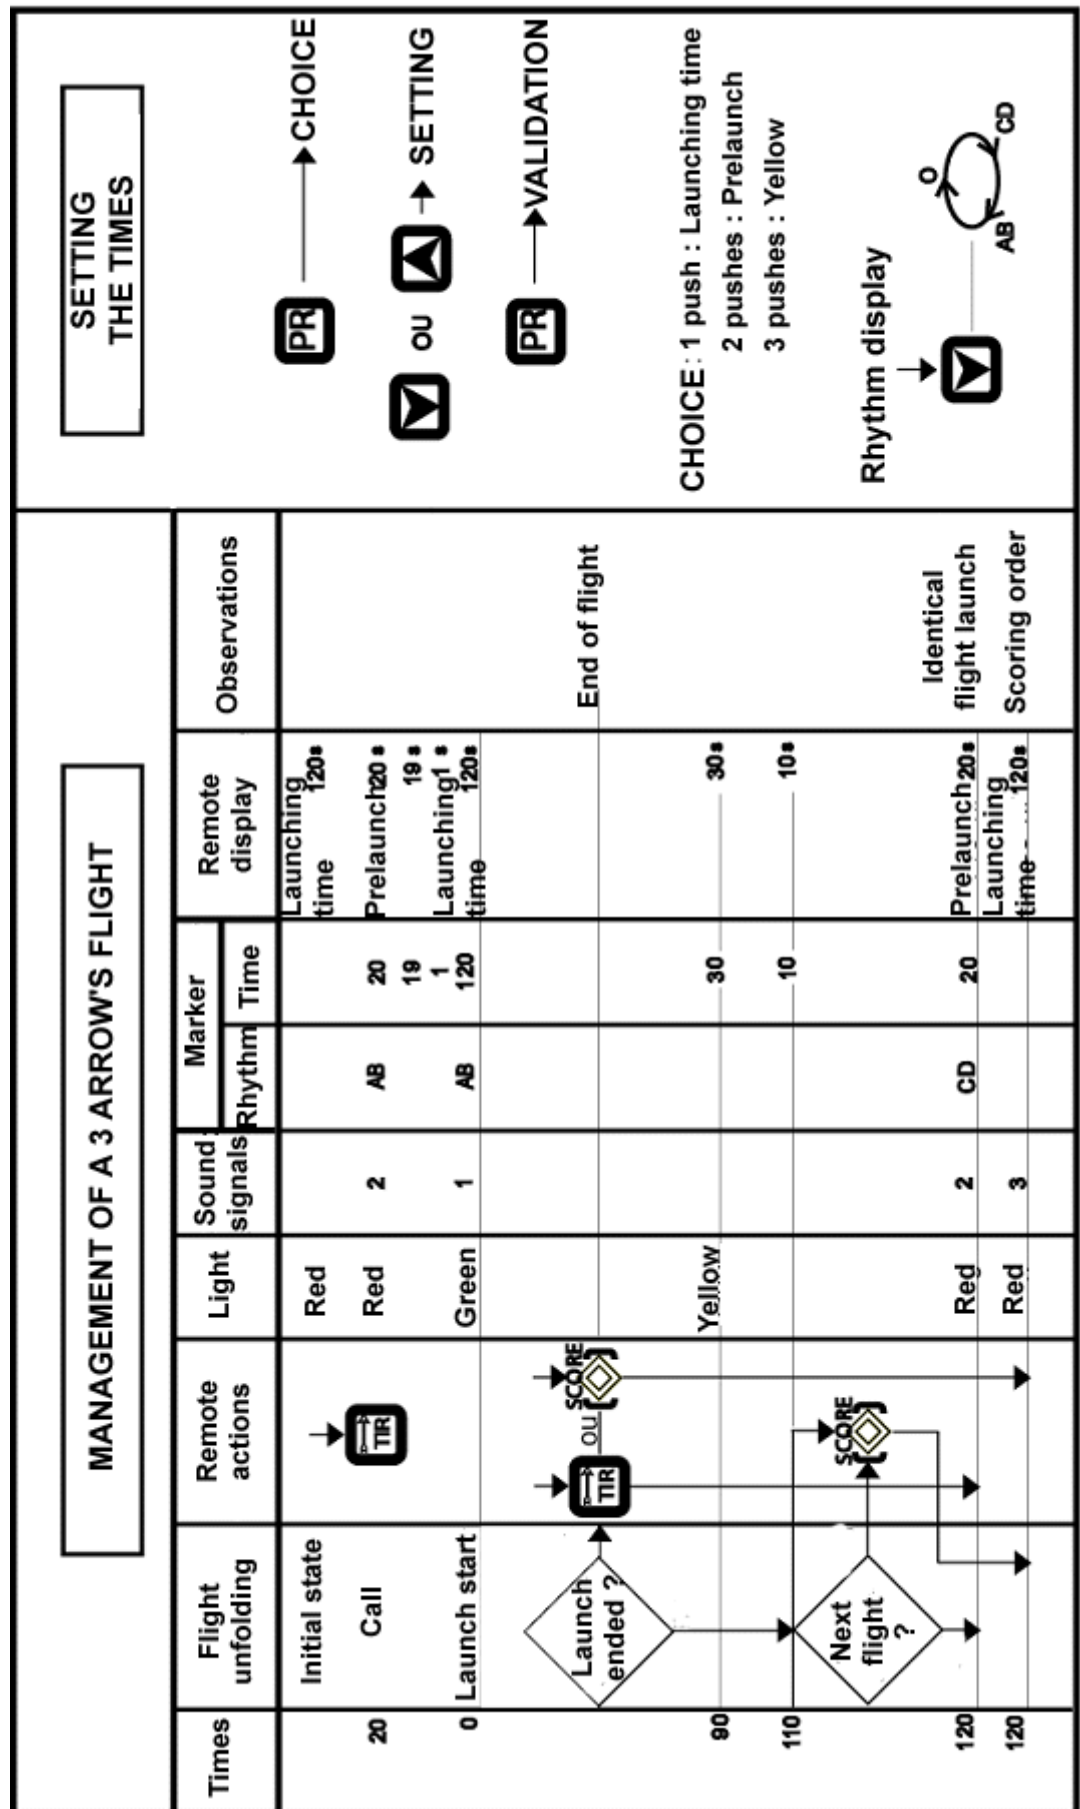 MANAGEMENT OF A 3 ARROW'S FLIGHT
Times
Flight
unfolding
Remote
actions
Light
Sound
signals
Marker
Rhythm
Time
Remote
display
Observations
Initial state
Red
Launching
time
120s
20
Call
TIR
Red
2
AB
20
Prelaunch
20 s
19
19 s
1
Launching
1 s
0
Launch start
Green
1
AB
120
time
120s
Launch
ended ?
TIR
OU
SCORE
End of flight
90
Yellow
30
30s
110
10
10s
Next
flight
?
SCORE
120
Red
2
CD
20
Prelaunch
20s
Identical
flight launch
120
Red
3
Launching
time
120s
Scoring order
SETTING
THE TIMES
PR
CHOICE
OU
SETTING
PR
VALIDATION
CHOICE : 1 push : Launching time
2 pushes : Prelaunch
3 pushes : Yellow
Rhythm display
O
AB
CD